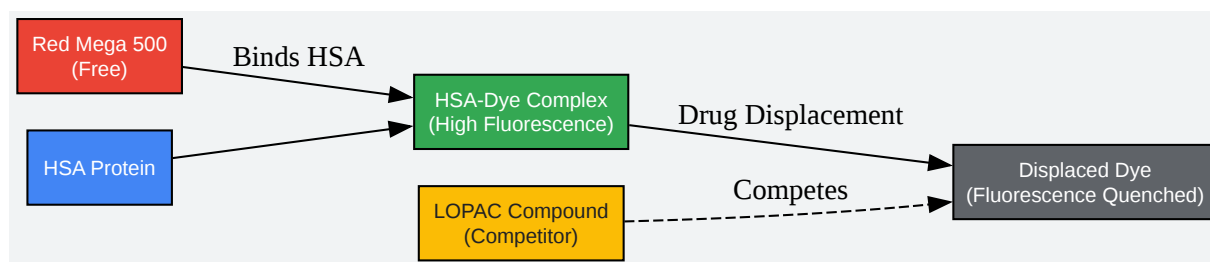 Red Mega 500
(Free)
Binds HSA
HSA Protein
HSA-Dye Complex
(High Fluorescence)
Drug Displacement
LOPAC Compound
(Competitor)
Competes
Displaced Dye
(Fluorescence Quenched)